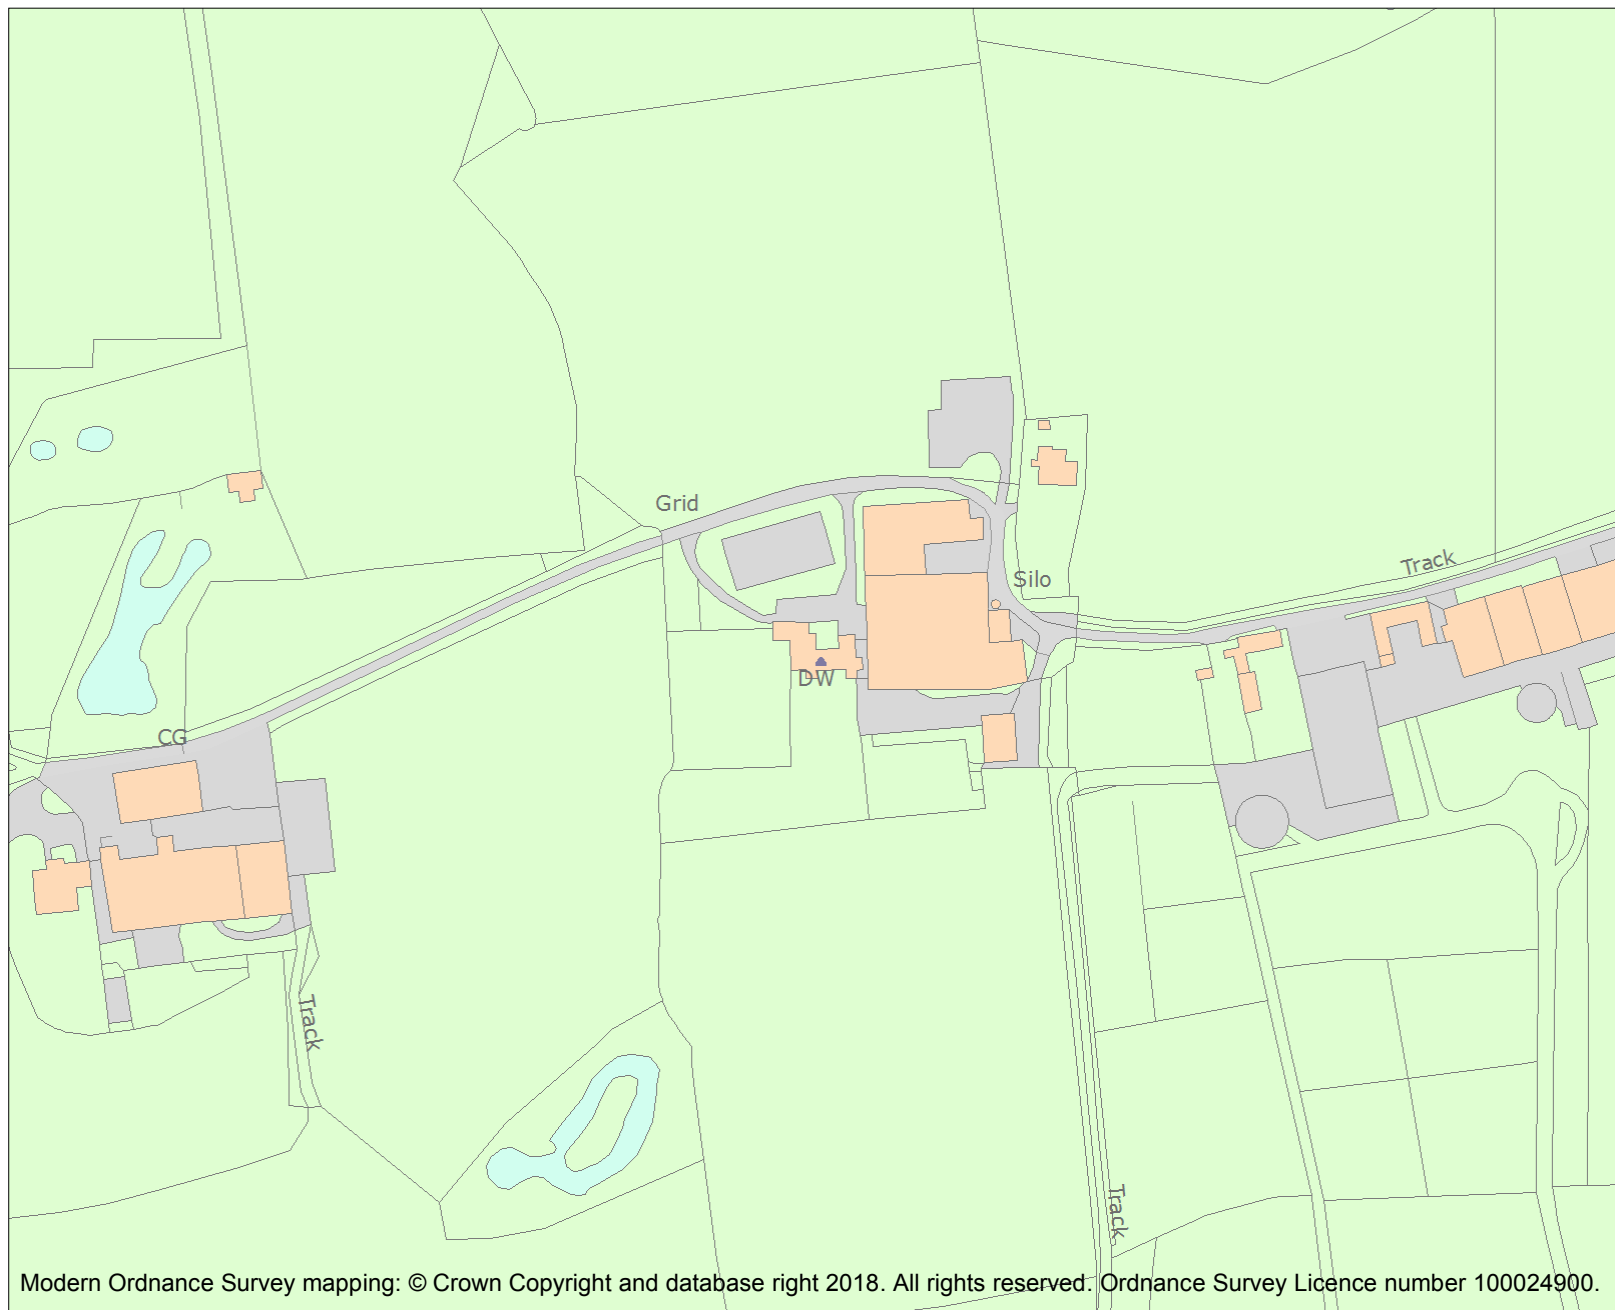 Grid
Track
Silo
DW
CG
Track
Track
Modern Ordnance Survey mapping: © Crown Copyright and database right 2018. All rights reserved. Ordnance Survey Licence number 100024900.